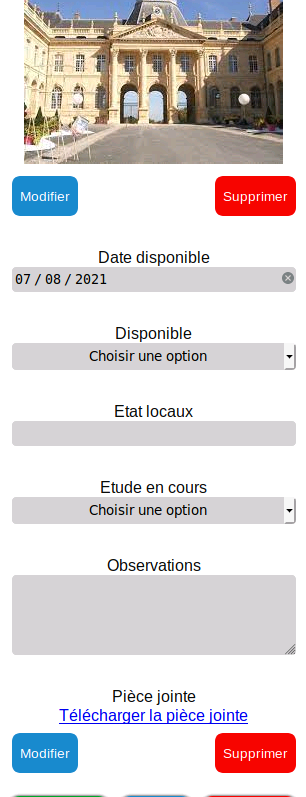 Modifier Supprimer
Date disponible
07 / 08 / 2021
Disponible
Choisir une option
Etat locaux
Etude en cours
Choisir une option
Observations
Pièce jointe
Télécharger la pièce jointe
Modifier Supprimer